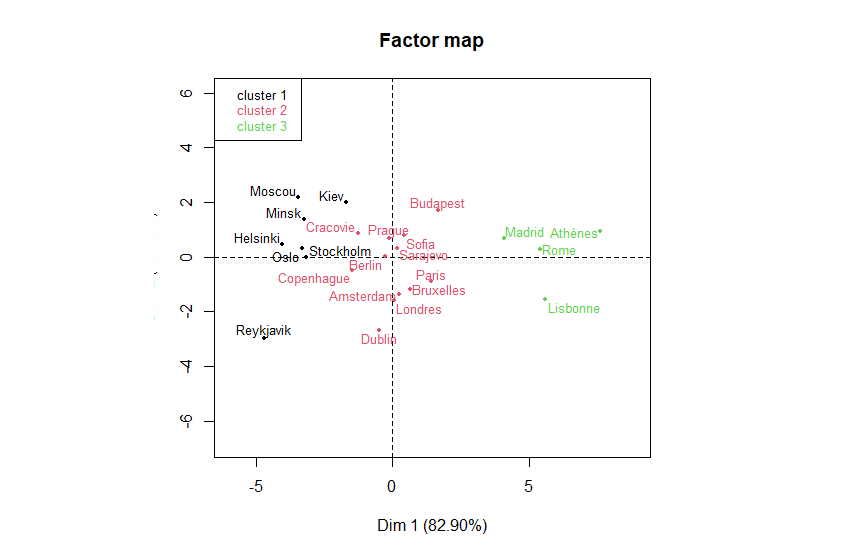 Factor map
cluster 1
cluster 2
cluster 3
6
4
2
0
-2
-4
-6
Moscou
Kiev
Minsk
Budapest
Cracovie
Prague
Madrid
Athènes
Helsinki
Stockholm
Sofia
Rome
Oslo
Sarajevo
Berlin
Copenhague
Paris
Amsterdam
Bruxelles
Londres
Lisbonne
Reykjavik
Dublin
-5
0
5
Dim 1 (82.90%)